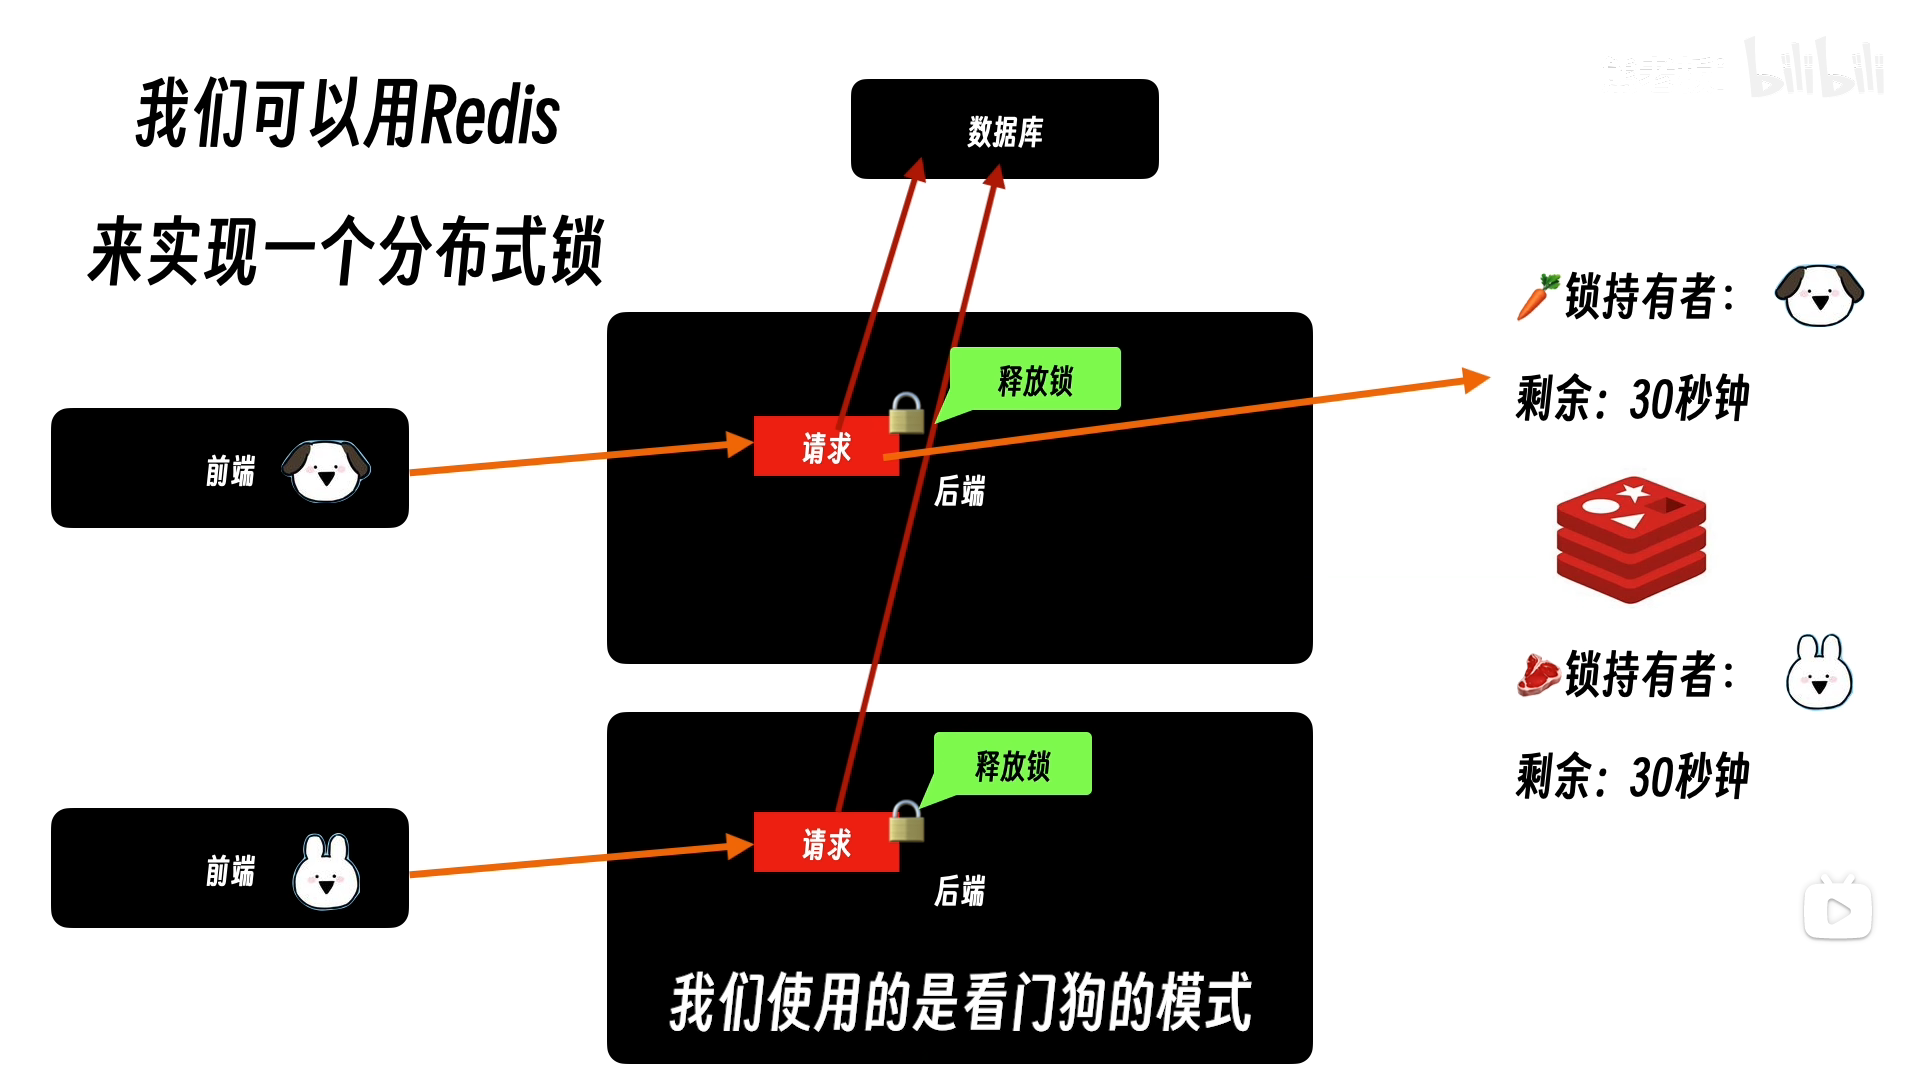 我们可以用Redis
来实现一个分布式锁
bilibili
数据库
🥕锁持有者：
剩余：30秒钟
释放锁
请求
前端
后端
🥩锁持有者：
剩余：30秒钟
释放锁
请求
前端
后端
我们使用的是看门狗的模式